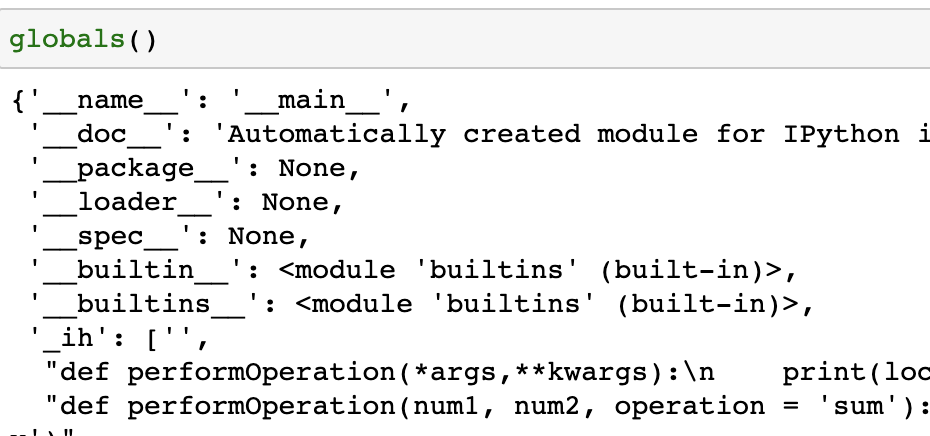 globals()
{'__name__': '__main__',
'__doc__': 'Automatically created module for IPython i
'__package__': None,
'__loader__': None,
'__spec__': None,
'__builtin__': <module 'builtins' (built-in)>,
'__builtins__': <module 'builtins' (built-in)>,
'_ih': ['',
"def performOperation(*args,**kwargs):\n    print(loc
"def performOperation(num1, num2, operation = 'sum'):